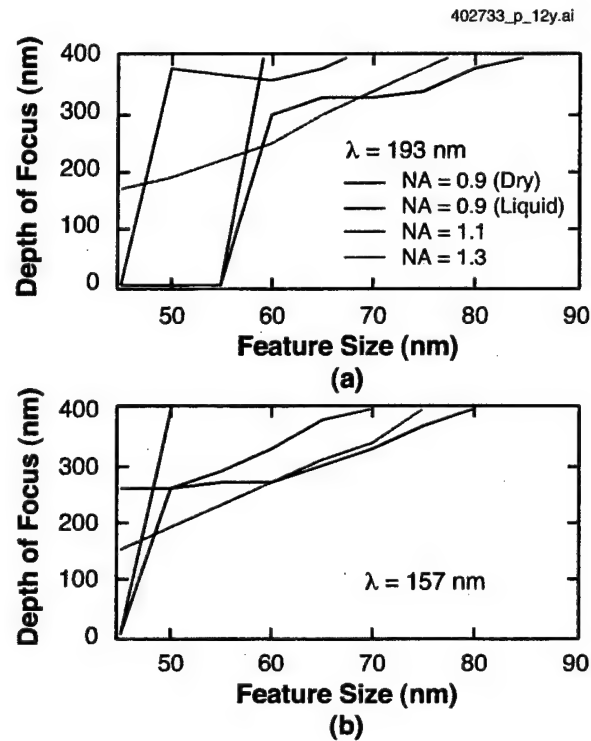 402733_p_12y.ai
400
300
200
100
0
Depth of Focus (nm)
λ = 193 nm
NA = 0.9 (Dry)
NA = 0.9 (Liquid)
NA = 1.1
NA = 1.3
50 60 70 80 90
Feature Size (nm)
(a)
400
300
200
100
0
Depth of Focus (nm)
λ = 157 nm
50 60 70 80 90
Feature Size (nm)
(b)